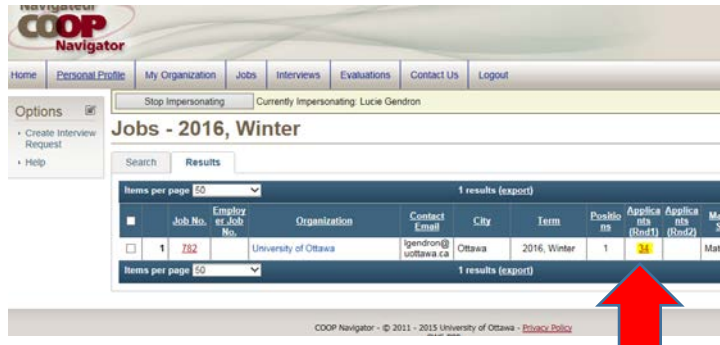 Navigateur
COOP
Navigator
Home Personal Profile My Organization Jobs Interviews Evaluations Contact Us Logout
Options
Create Interview Request
Help
Stop Impersonating Currently Impersonating: Lucie Gendron
Jobs - 2016, Winter
Search Results
Items per page 50 1 results (export)
Job No. Employer Job No. Organization Contact Email City Term Positions Applicants (Rnd1) Applicants (Rnd2)
1 782 University of Ottawa lgendron@uottawa.ca Ottawa 2016, Winter 1 34
Items per page 50 1 results (export)
COOP Navigator - © 2011 - 2015 University of Ottawa - Privacy Policy